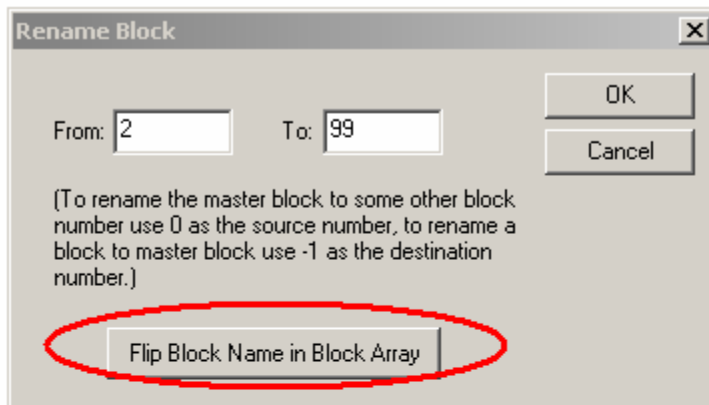 Rename Block
OK
From: 2 To: 99
Cancel
(To rename the master block to some other block
number use 0 as the source number, to rename a
block to master block use -1 as the destination
number.)
Flip Block Name in Block Array